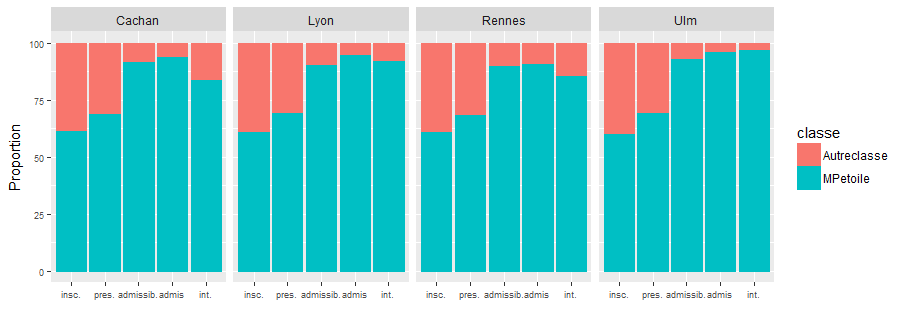 Cachan Lyon Rennes Ulm
Proportion
100
75
50
25
0
insc. pres. admissib. admis int. insc. pres. admissib. admis int. insc. pres. admissib. admis int. insc. pres. admissib. admis int.
classe
Autreclasse
MPetoile